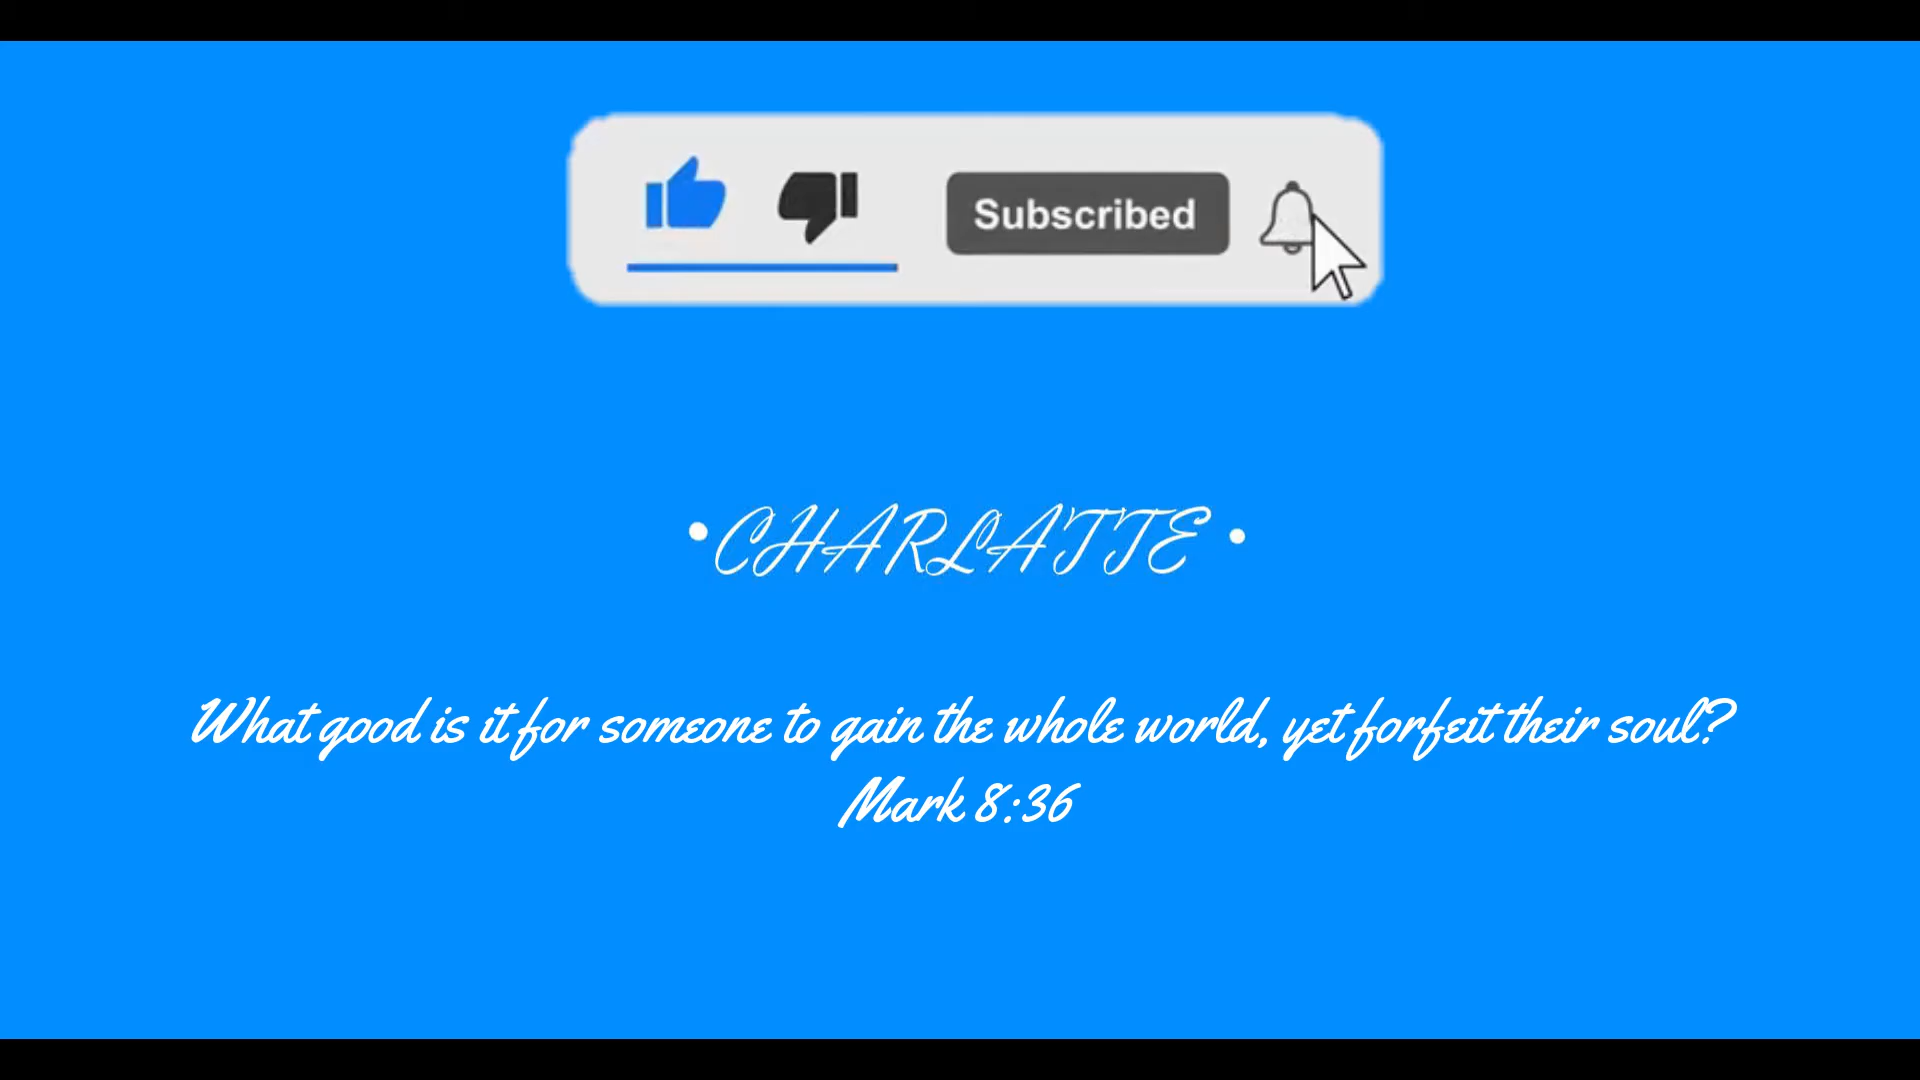 Subscribed
•CHARLATTE •
What good is it for someone to gain the whole world, yet forfeit their soul?
Mark 8:36